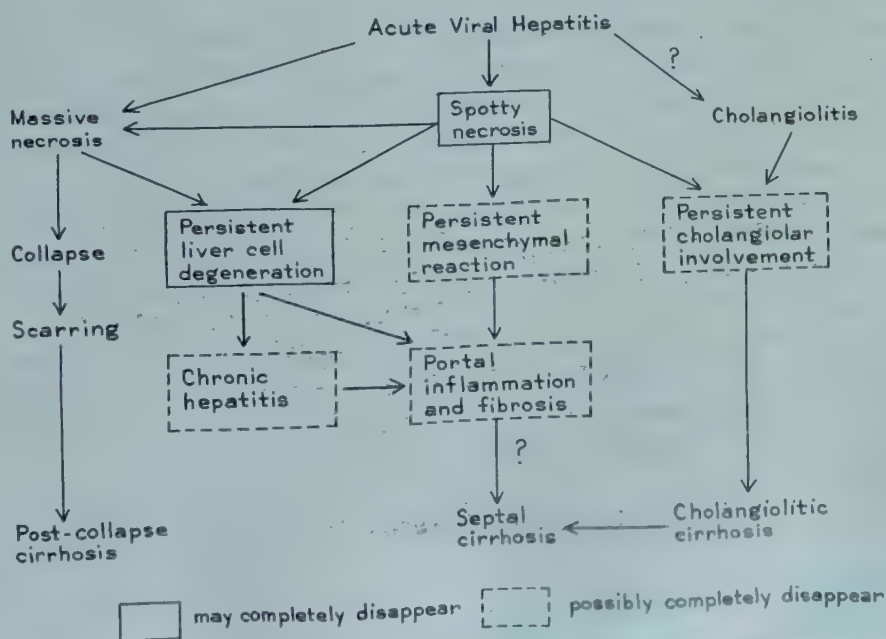 Acute Viral Hepatitis
?
Massive
necrosis
Spotty
necrosis
Cholangiolitis
Persistent
liver cell
degeneration
Persistent
mesenchymal
reaction
Persistent
cholangiolar
involvement
Collapse
Scarring
Chronic
hepatitis
Portal
inflammation
and fibrosis
?
Post-collapse
cirrhosis
Septal
cirrhosis
Cholangiolitic
cirrhosis
may completely disappear
possibly completely disappear